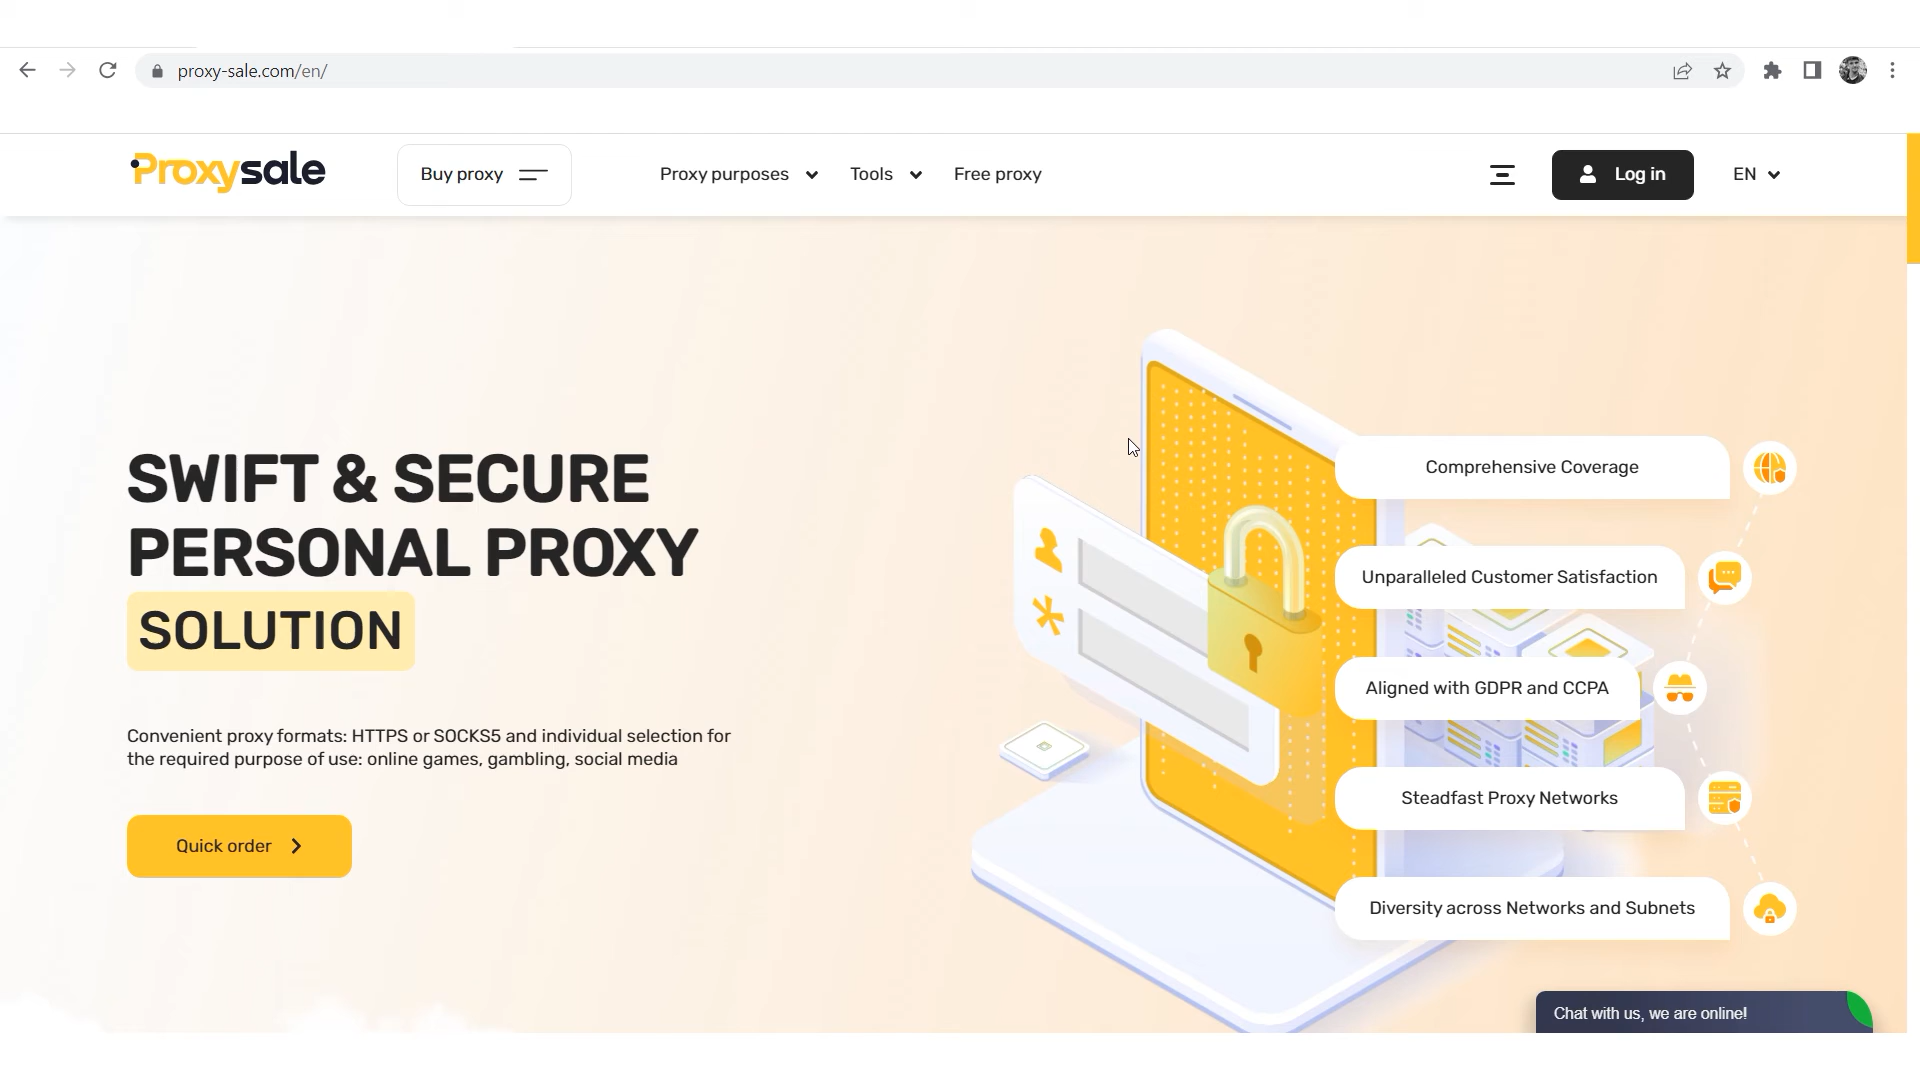 proxy-sale.com/en/
Proxysale
Buy proxy
Proxy purposes
Tools
Free proxy
Log in
EN
SWIFT & SECURE
PERSONAL PROXY
SOLUTION
Convenient proxy formats: HTTPS or SOCKS5 and individual selection for
the required purpose of use: online games, gambling, social media
Quick order
Comprehensive Coverage
Unparalleled Customer Satisfaction
Aligned with GDPR and CCPA
Steadfast Proxy Networks
Diversity across Networks and Subnets
Chat with us, we are online!